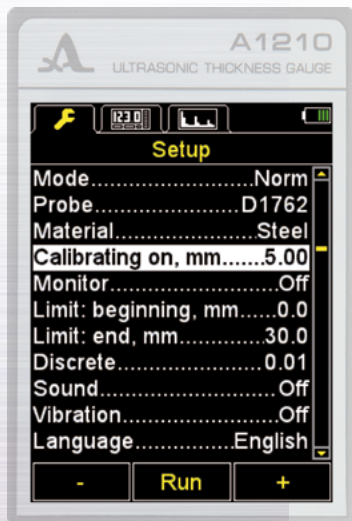 A1210
ULTRASONIC THICKNESS GAUGE
123.0
Setup
Mode....................Norm
Probe..................D1762
Material.................Steel
Calibrating on, mm.......5.00
Monitor....................Off
Limit: beginning, mm.....0.0
Limit: end, mm...........30.0
Discrete.................0.01
Sound......................Off
Vibration..................Off
Language.............English
- Run +